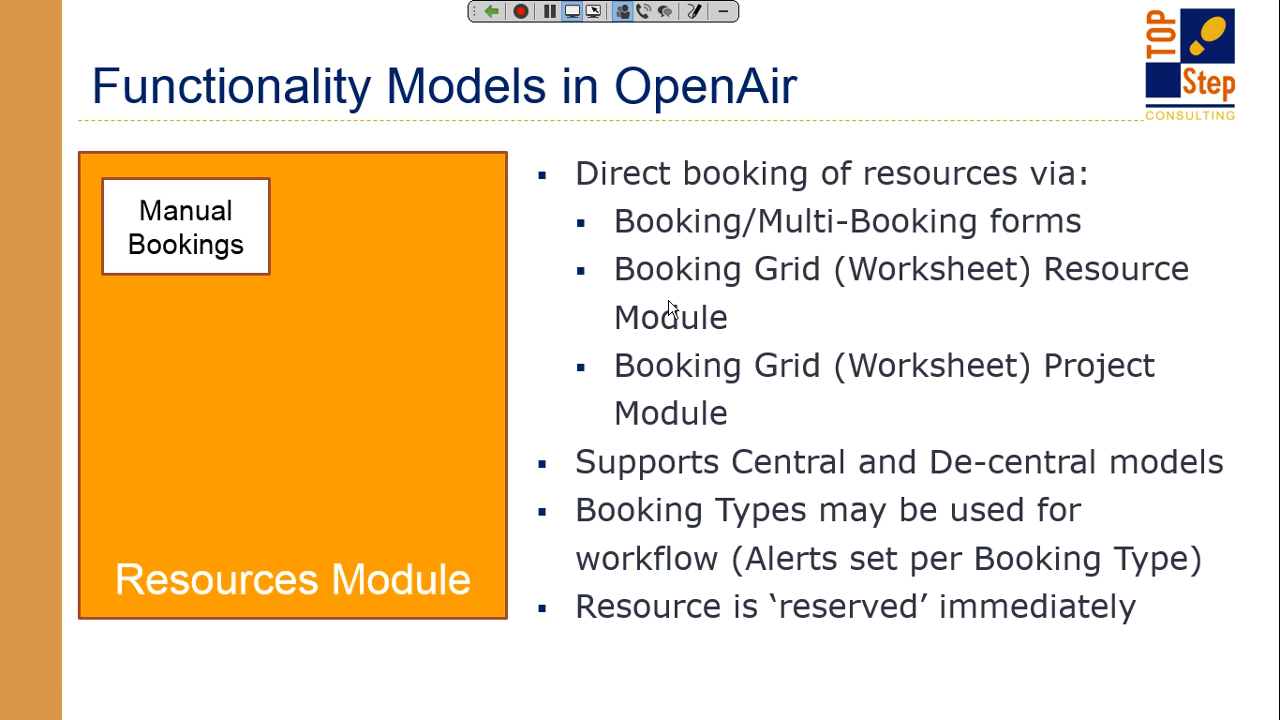 TOP
Step
CONSULTING
Functionality Models in OpenAir
Manual
Bookings
Resources Module
▪ Direct booking of resources via:
▪ Booking/Multi-Booking forms
▪ Booking Grid (Worksheet) Resource
Module
▪ Booking Grid (Worksheet) Project
Module
▪ Supports Central and De-central models
▪ Booking Types may be used for
workflow (Alerts set per Booking Type)
▪ Resource is ‘reserved’ immediately